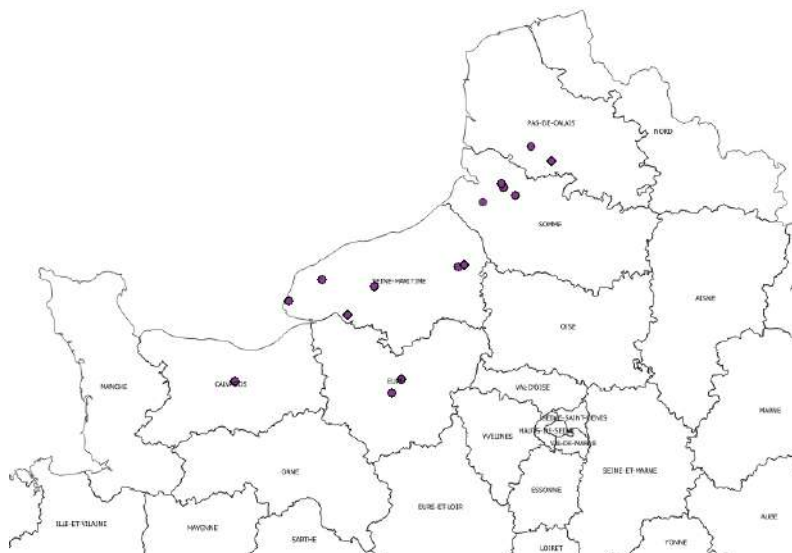 PAS-DE-CALAIS
NORD
SOMME
SEINE-MARITIME
AISNE
OISE
EURE
CALVADOS
MANCHE
VAL-D'OISE
MARNE
SEINE-SAINT-DENIS
HAUTS-DE-SEINE
YVELINES
VAL-DE-MARNE
ORNE
SEINE-ET-MARNE
ESSONNE
EURE-ET-LOIR
AUBE
ILLE-ET-VILAINE
MAYENNE
SARTHE
YONNE
LOIRET